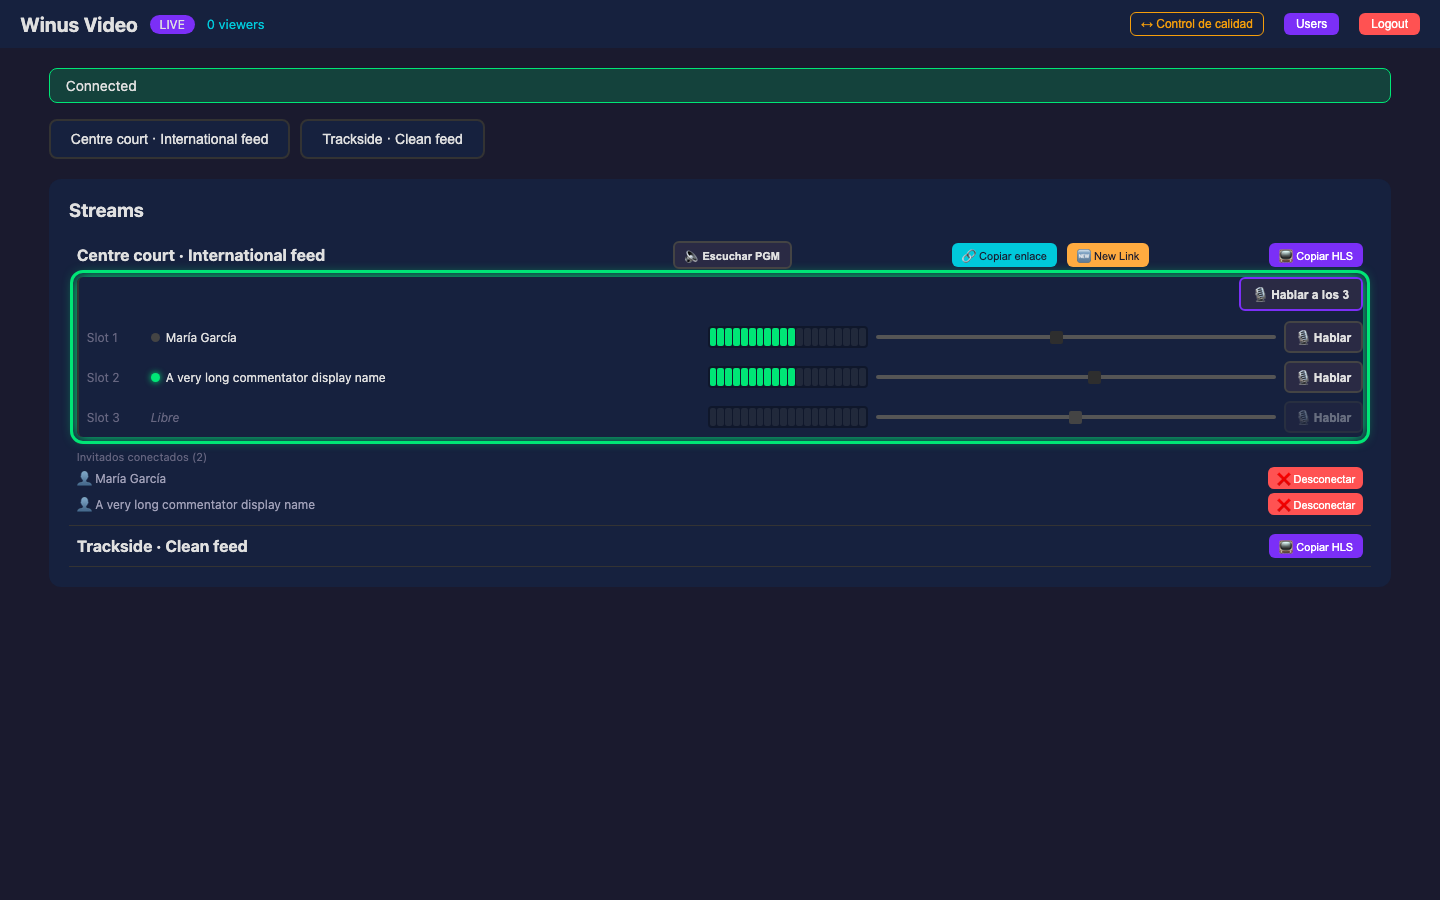 Winus Video LIVE 0 viewers ↔ Control de calidad Users Logout
Connected
Centre court · International feed Trackside · Clean feed
Streams
Centre court · International feed Escuchar PGM Copiar enlace NEW New Link Copiar HLS
Hablar a los 3
Slot 1 María García Hablar
Slot 2 A very long commentator display name Hablar
Slot 3 Libre Hablar
Invitados conectados (2)
María García Desconectar
A very long commentator display name Desconectar
Trackside · Clean feed Copiar HLS